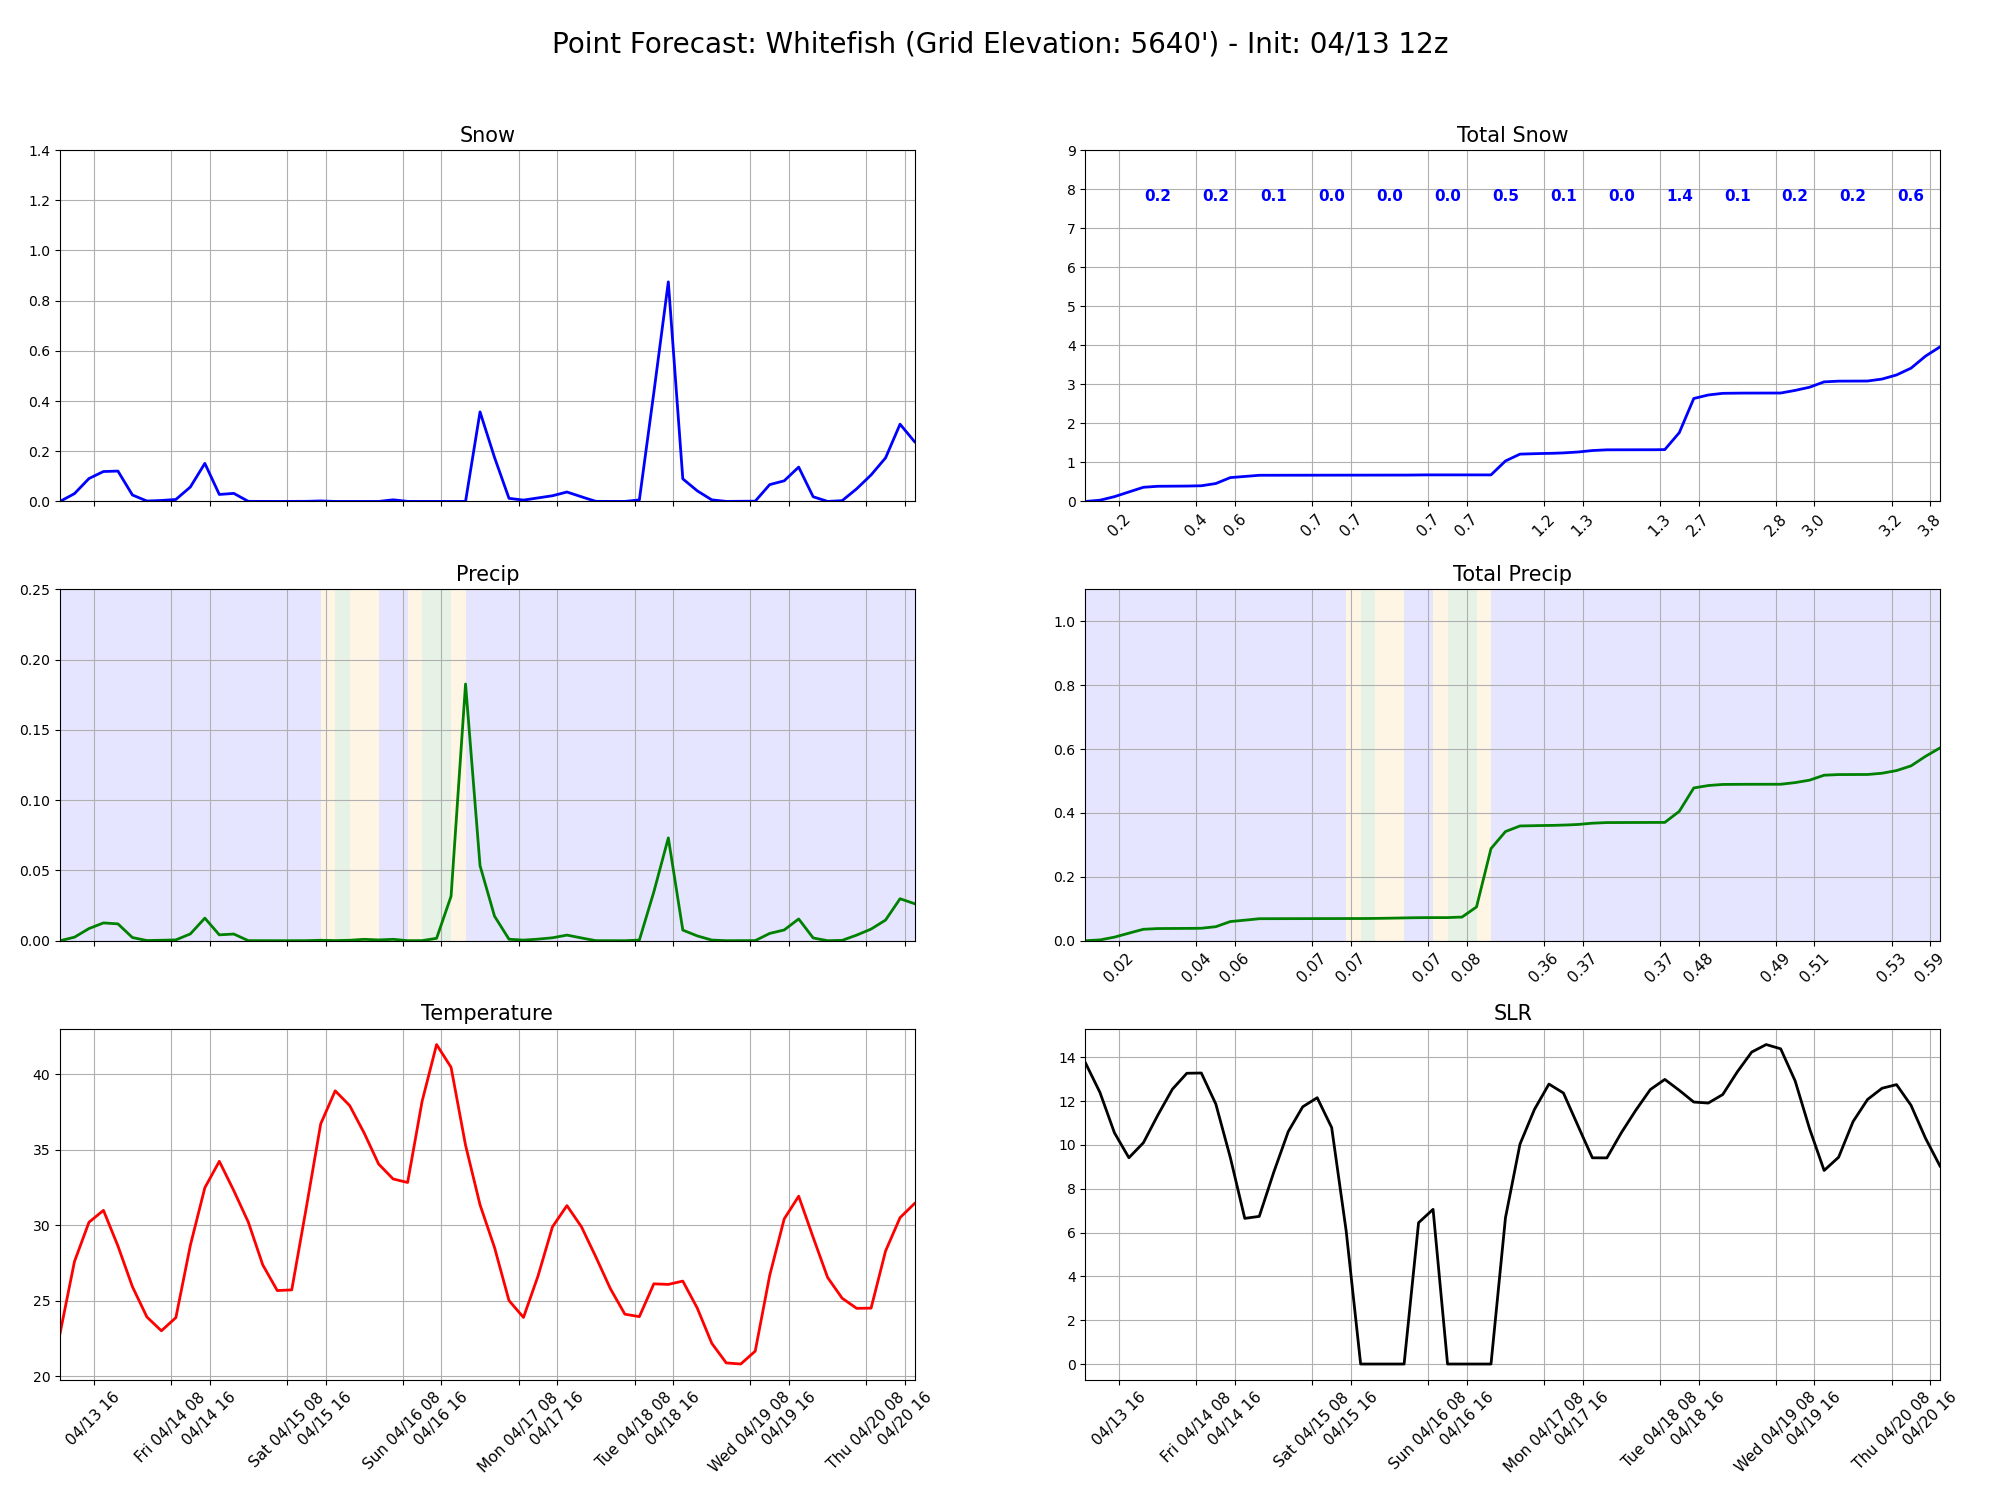 Point Forecast: Whitefish (Grid Elevation: 5640') - Init: 04/13 12z
Snow
1.4
1.2
1.0
0.8
0.6
0.4
0.2
0.0
Total Snow
9
8
7
6
5
4
3
2
1
0
0.2 0.2 0.1 0.0 0.0 0.0 0.5 0.1 0.0 1.4 0.1 0.2 0.2 0.6
0.2 0.4 0.6 0.7 0.7 0.7 0.7 1.2 1.3 1.3 2.7 2.8 3.0 3.2 3.8
Precip
0.25
0.20
0.15
0.10
0.05
0.00
Total Precip
1.0
0.8
0.6
0.4
0.2
0.0
0.02 0.04 0.06 0.07 0.07 0.07 0.08 0.36 0.37 0.37 0.48 0.49 0.51 0.53 0.59
Temperature
40
35
30
25
20
04/13 16
Fri 04/14 08
04/14 16
Sat 04/15 08
04/15 16
Sun 04/16 08
04/16 16
Mon 04/17 08
04/17 16
Tue 04/18 08
04/18 16
Wed 04/19 08
04/19 16
Thu 04/20 08
04/20 16
SLR
14
12
10
8
6
4
2
0
04/13 16
Fri 04/14 08
04/14 16
Sat 04/15 08
04/15 16
Sun 04/16 08
04/16 16
Mon 04/17 08
04/17 16
Tue 04/18 08
04/18 16
Wed 04/19 08
04/19 16
Thu 04/20 08
04/20 16